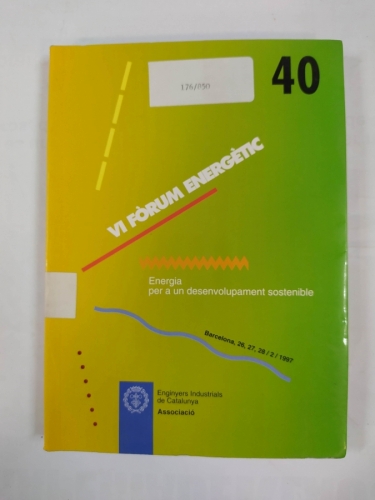 126/090
40
VI FÒRUM ENERGÈTIC
Energia
per a un desenvolupament sostenible
Barcelona, 26, 27, 28 / 2 / 1997
Enginyers Industrials
de Catalunya
Associació